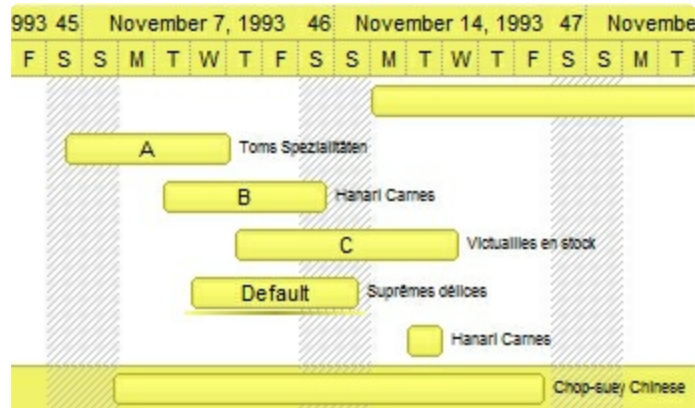 993 45 November 7, 1993 46 November 14, 1993 47 Novembe
F S S M T W T F S S M T W T F S S M T
A Toms Spezialitäten
B Hanari Carnes
C Victuailles en stock
Default Suprêmes délices
Hanari Carnes
Chop-suey Chinese